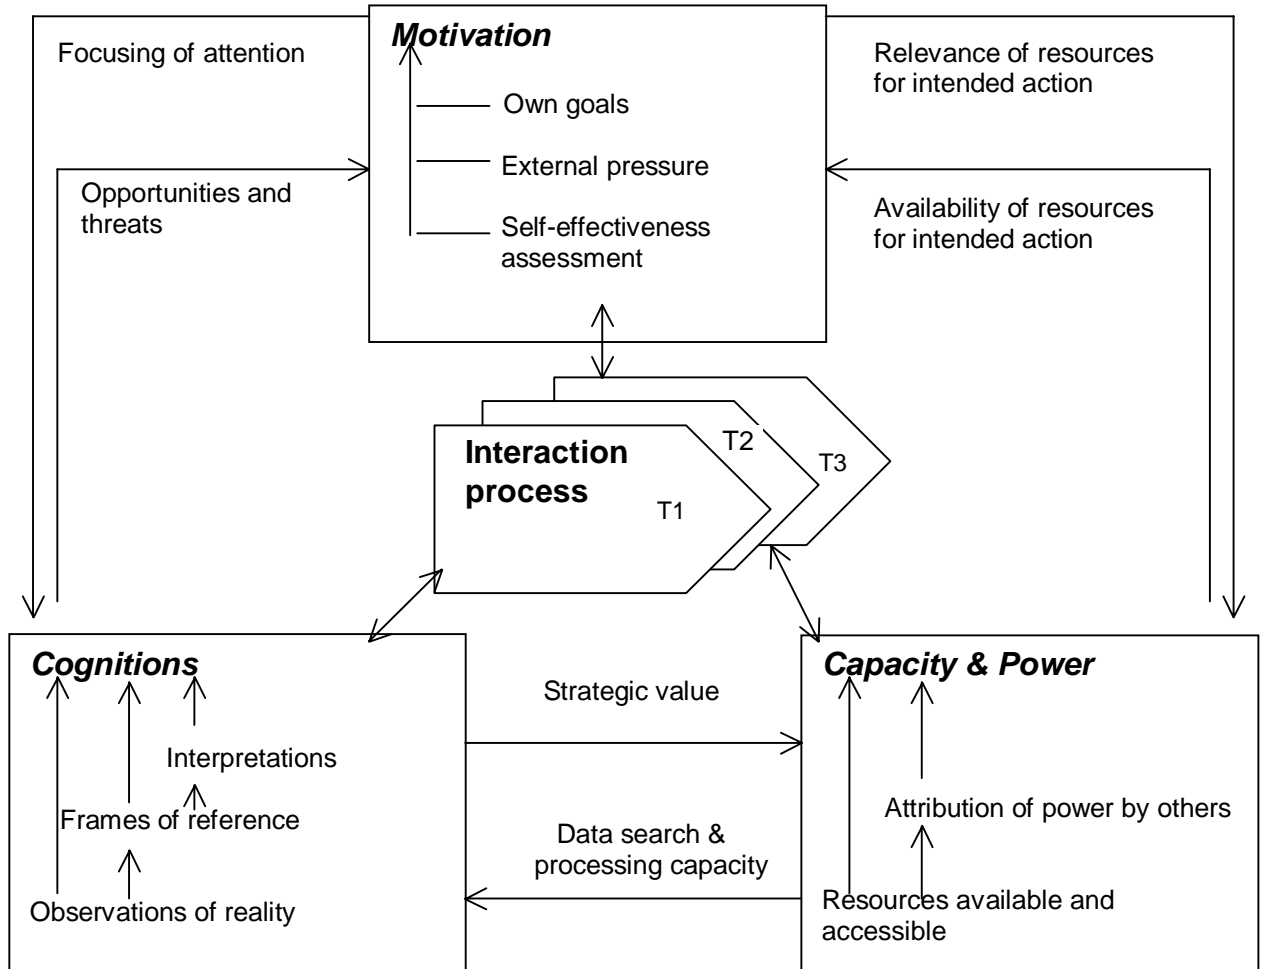 Motivation
Focusing of attention
Relevance of resources
for intended action
Own goals
External pressure
Opportunities and
threats
Self-effectiveness
assessment
Availability of resources
for intended action
Interaction
process
T1
T2
T3
Cognitions
Interpretations
Frames of reference
Observations of reality
Strategic value
Data search &
processing capacity
Capacity & Power
Attribution of power by others
Resources available and
accessible